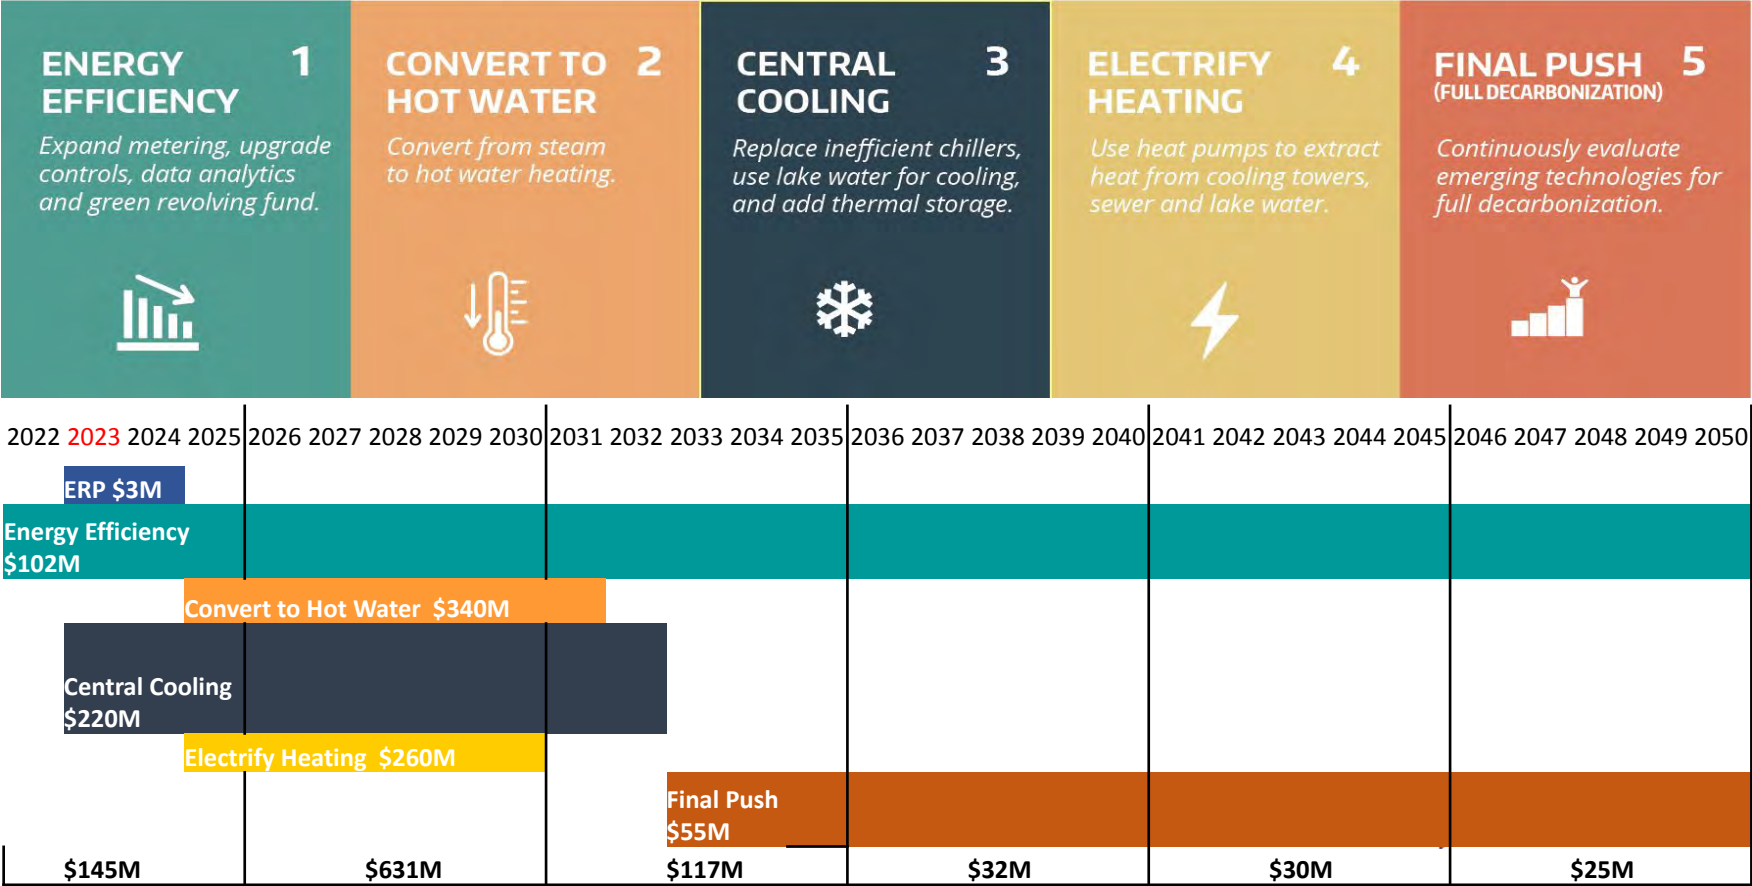 ENERGY 1
EFFICIENCY
Expand metering, upgrade
controls, data analytics
and green revolving fund.
CONVERT TO 2
HOT WATER
Convert from steam
to hot water heating.
CENTRAL 3
COOLING
Replace inefficient chillers,
use lake water for cooling,
and add thermal storage.
ELECTRIFY 4
HEATING
Use heat pumps to extract
heat from cooling towers,
sewer and lake water.
FINAL PUSH 5
(FULL DECARBONIZATION)
Continuously evaluate
emerging technologies for
full decarbonization.
2022 2023 2024 2025 2026 2027 2028 2029 2030 2031 2032 2033 2034 2035 2036 2037 2038 2039 2040 2041 2042 2043 2044 2045 2046 2047 2048 2049 2050
ERP $3M
Energy Efficiency
$102M
Convert to Hot Water $340M
Central Cooling
$220M
Electrify Heating $260M
Final Push
$55M
$145M $631M $117M $32M $30M $25M